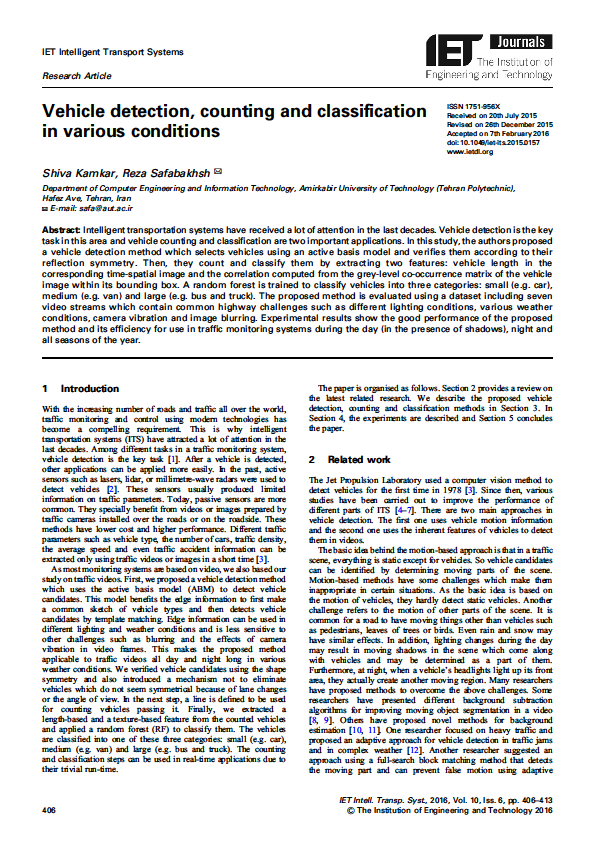 IET Intelligent Transport Systems
Research Article
IET Journals
The Institution of
Engineering and Technology
Vehicle detection, counting and classification
in various conditions
ISSN 1751-956X
Received on 20th July 2015
Revised on 26th December 2015
Accepted on 7th February 2016
doi: 10.1049/iet-its.2015.0157
www.ietdl.org
Shiva Kamkar, Reza Safabakhsh ✉
Department of Computer Engineering and Information Technology, Amirkabir University of Technology (Tehran Polytechnic),
Hafez Ave, Tehran, Iran
✉ E-mail: safa@aut.ac.ir
Abstract: Intelligent transportation systems have received a lot of attention in the last decades. Vehicle detection is the key
task in this area and vehicle counting and classification are two important applications. In this study, the authors proposed
a vehicle detection method which selects vehicles using an active basis model and verifies them according to their
reflection symmetry. Then, they count and classify them by extracting two features: vehicle length in the
corresponding time-spatial image and the correlation computed from the grey-level co-occurrence matrix of the vehicle
image within its bounding box. A random forest is trained to classify vehicles into three categories: small (e.g. car),
medium (e.g. van) and large (e.g. bus and truck). The proposed method is evaluated using a dataset including seven
video streams which contain common highway challenges such as different lighting conditions, various weather
conditions, camera vibration and image blurring. Experimental results show the good performance of the proposed
method and its efficiency for use in traffic monitoring systems during the day (in the presence of shadows), night and
all seasons of the year.
1 Introduction
With the increasing number of roads and traffic all over the world,
traffic monitoring and control using modern technologies has
become a compelling requirement. This is why intelligent
transportation systems (ITS) have attracted a lot of attention in the
last decades. Among different tasks in a traffic monitoring system,
vehicle detection is the key task [1]. After a vehicle is detected,
other applications can be applied more easily. In the past, active
sensors such as lasers, lidar, or millimetre-wave radars were used to
detect vehicles [2]. These sensors usually produced limited
information on traffic parameters. Today, passive sensors are more
common. They specially benefit from videos or images prepared by
traffic cameras installed over the roads or on the roadside. These
methods have lower cost and higher performance. Different traffic
parameters such as vehicle type, the number of cars, traffic density,
the average speed and even traffic accident information can be
extracted only using traffic videos or images in a short time [3].
As most monitoring systems are based on video, we also based our
study on traffic videos. First, we proposed a vehicle detection method
which uses the active basis model (ABM) to detect vehicle
candidates. This model benefits the edge information to first make
a common sketch of vehicle types and then detects vehicle
candidates by template matching. Edge information can be used in
different lighting and weather conditions and is less sensitive to
other challenges such as blurring and the effects of camera
vibration in video frames. This makes the proposed method
applicable to traffic videos all day and night long in various
weather conditions. We verified vehicle candidates using the shape
symmetry and also introduced a mechanism not to eliminate
vehicles which do not seem symmetrical because of lane changes
or the angle of view. In the next step, a line is defined to be used
for counting vehicles passing it. Finally, we extracted a
length-based and a texture-based feature from the counted vehicles
and applied a random forest (RF) to classify them. The vehicles
are classified into one of these three categories: small (e.g. car),
medium (e.g. van) and large (e.g. bus and truck). The counting
and classification steps can be used in real-time applications due to
their trivial run-time.
The paper is organised as follows. Section 2 provides a review on
the latest related research. We describe the proposed vehicle
detection, counting and classification methods in Section 3. In
Section 4, the experiments are described and Section 5 concludes
the paper.
2 Related work
The Jet Propulsion Laboratory used a computer vision method to
detect vehicles for the first time in 1978 [3]. Since then, various
studies have been carried out to improve the performance of
different parts of ITS [4–7]. There are two main approaches in
vehicle detection. The first one uses vehicle motion information
and the second one uses the inherent features of vehicles to detect
them in videos.
The basic idea behind the motion-based approach is that in a traffic
scene, everything is static except for vehicles. So vehicle candidates
can be identified by determining moving parts of the scene.
Motion-based methods have some challenges which make them
inappropriate in certain situations. As the basic idea is based on
the motion of vehicles, they hardly detect static vehicles. Another
challenge refers to the motion of other parts of the scene. It is
common for a road to have moving things other than vehicles such
as pedestrians, leaves of trees or birds. Even rain and snow may
have similar effects. In addition, lighting changes during the day
may result in moving shadows in the scene which come along
with vehicles and may be determined as a part of them.
Furthermore, at night, when a vehicle's headlights light up its front
area, they actually create another moving region. Many researchers
have proposed methods to overcome the above challenges. Some
researchers have presented different background subtraction
algorithms for improving moving object segmentation in a video
[8, 9]. Others have proposed novel methods for background
estimation [10, 11]. One researcher focused on heavy traffic and
proposed an adaptive approach for vehicle detection in traffic jams
and in complex weather [12]. Another researcher suggested an
approach using a full-search block matching method that detects
the moving part and can prevent false motion using adaptive
406
IET Intell. Transp. Syst., 2016, Vol. 10, Iss. 6, pp. 406–413
© The Institution of Engineering and Technology 2016